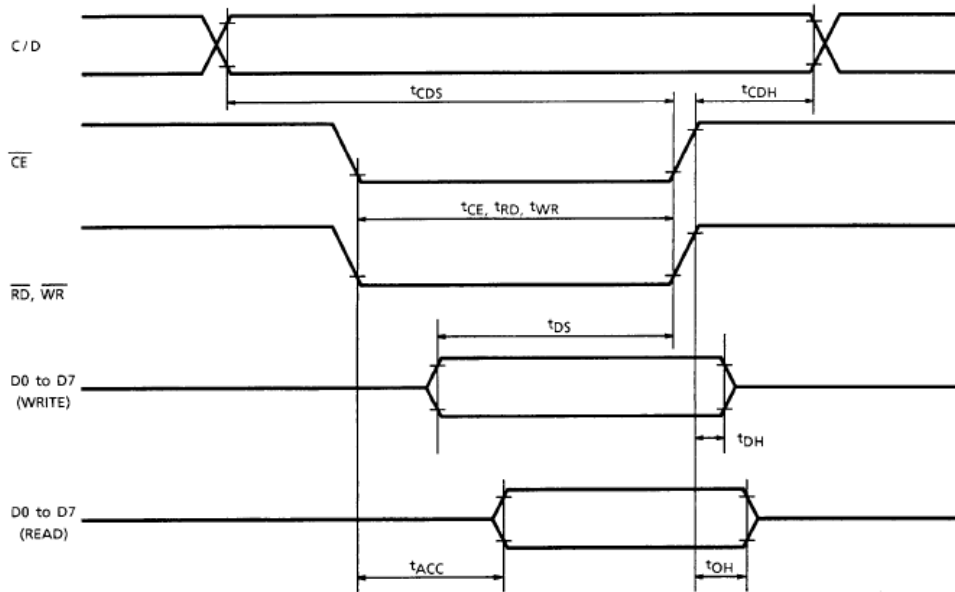 C/D
tCDS
tCDH
CE
tCE, tRD, tWR
RD, WR
tDS
D0 to D7
(WRITE)
tDH
D0 to D7
(READ)
tACC
tOH